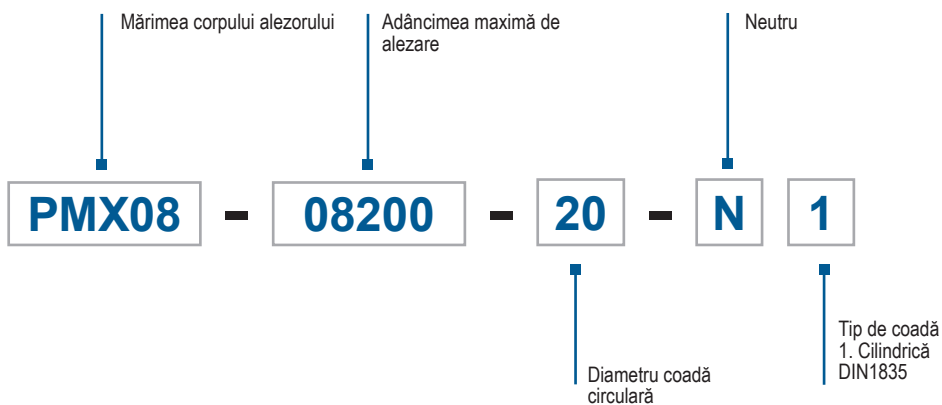 Mărimea corpului alezorului
Adâncimea maximă de
alezare
Neutru
PMX08 - 08200 - 20 - N 1
Diametru coadă
circulară
Tip de coadă
1. Cilindrică
DIN1835